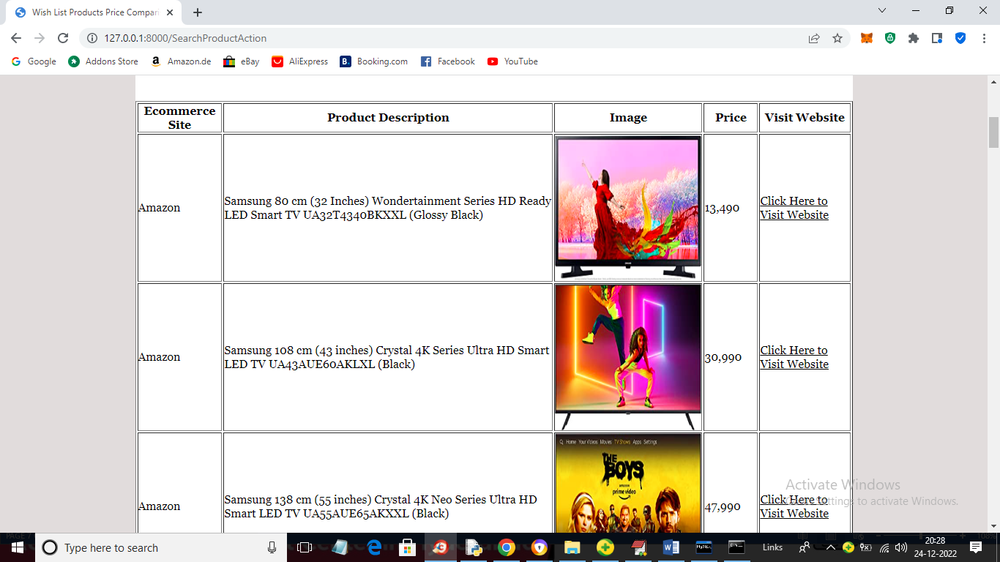 Wish List Products Price Compari
127.0.0.1:8000/SearchProductAction
Google Addons Store Amazon.de eBay AliExpress Booking.com Facebook YouTube
Ecommerce Site Product Description Image Price Visit Website
Amazon
Samsung 80 cm (32 Inches) Wondertainment Series HD Ready
LED Smart TV UA32T4340BKXXL (Glossy Black)
13,490
Click Here to
Visit Website
Amazon
Samsung 108 cm (43 inches) Crystal 4K Series Ultra HD Smart
LED TV UA43AUE60AKLXL (Black)
30,990
Click Here to
Visit Website
Home Your Videos Movies TV Shows Apps Settings
THE
BOYS
amazon
prime video
Amazon
Samsung 138 cm (55 inches) Crystal 4K Neo Series Ultra HD
Smart LED TV UA55AUE65AKXXL (Black)
47,990
Click Here to
Visit Website
Activate Windows
to activate Windows.
Type here to search
Links
20:28
24-12-2022